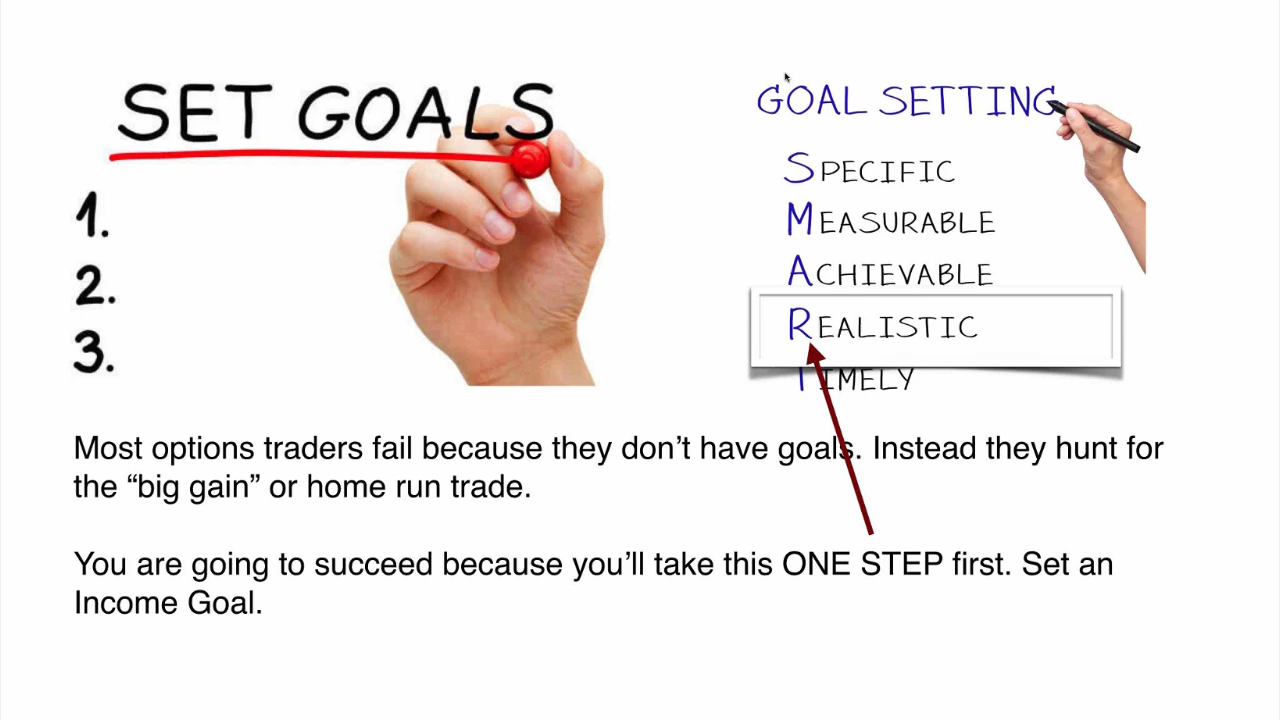 SET GOALS
1.
2.
3.
GOAL SETTING
SPECIFIC
MEASURABLE
ACHIEVABLE
REALISTIC
TIMELY
Most options traders fail because they don’t have goals. Instead they hunt for
the “big gain” or home run trade.
You are going to succeed because you’ll take this ONE STEP first. Set an
Income Goal.